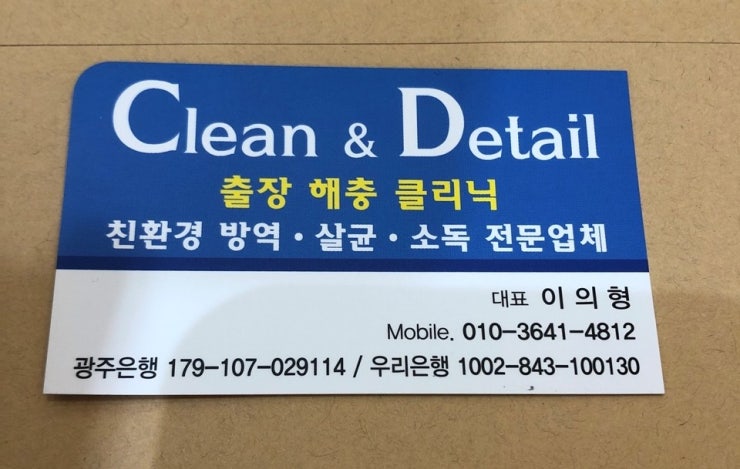 Clean & Detail
출장 해충 클리닉
친환경 방역·살균·소독 전문업체
대표 이 의 형
Mobile. 010-3641-4812
광주은행 179-107-029114 / 우리은행 1002-843-100130